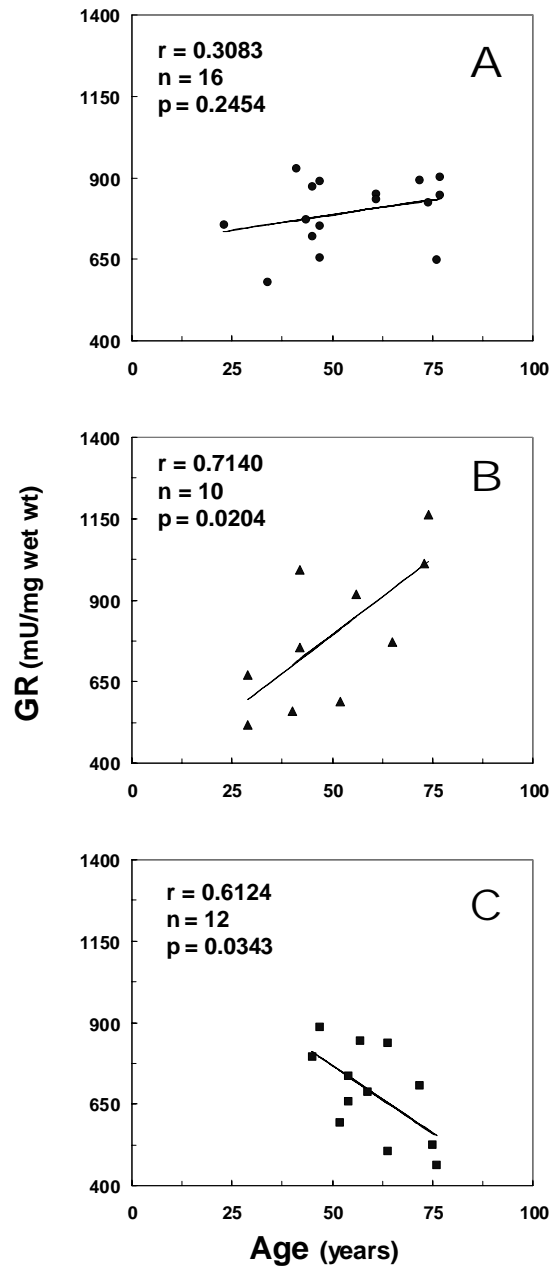 1400
1150
900
650
400
r = 0.3083
n = 16
p = 0.2454
A
0 25 50 75 100
1400
1150
900
650
400
r = 0.7140
n = 10
p = 0.0204
B
0 25 50 75 100
GR (mU/mg wet wt)
1400
1150
900
650
400
r = 0.6124
n = 12
p = 0.0343
C
0 25 50 75 100
Age (years)